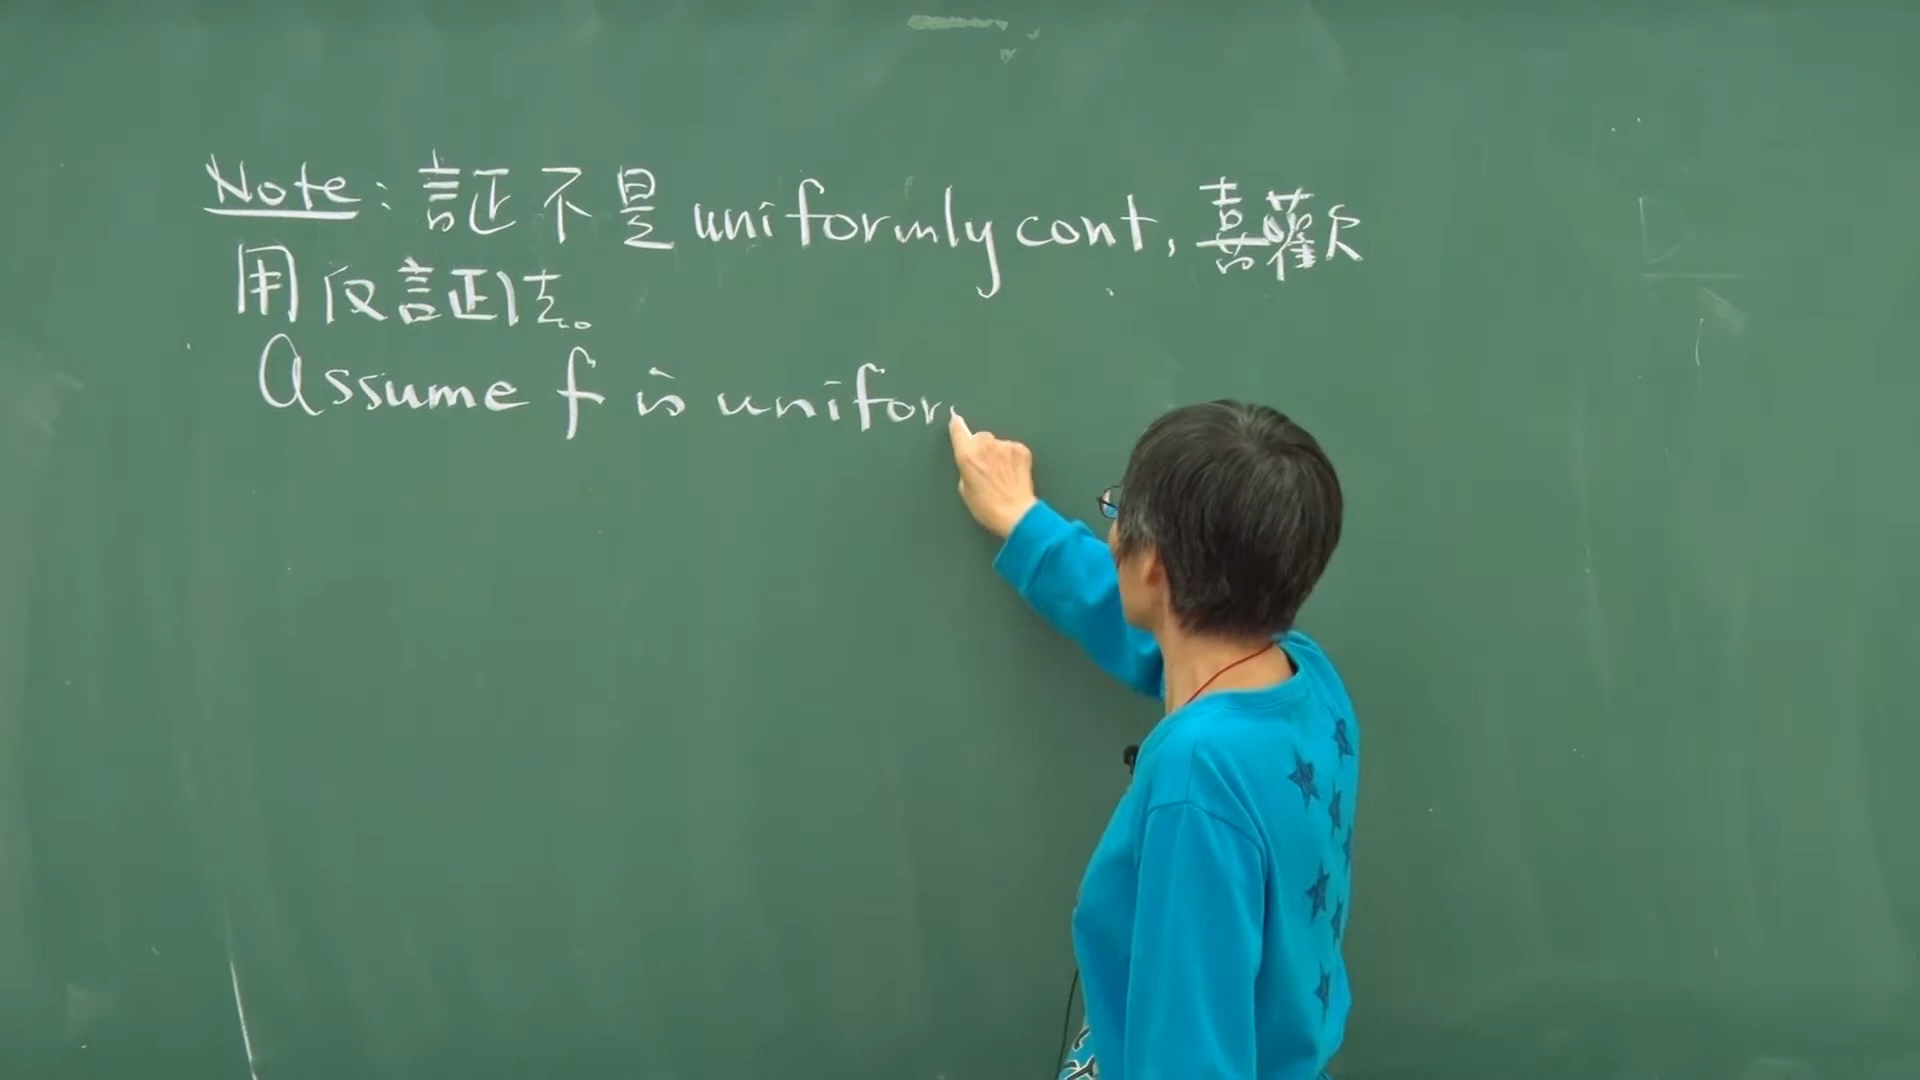 Note: 証不是 uniformly cont, 喜歡
用反証法。
Assume f is unifor